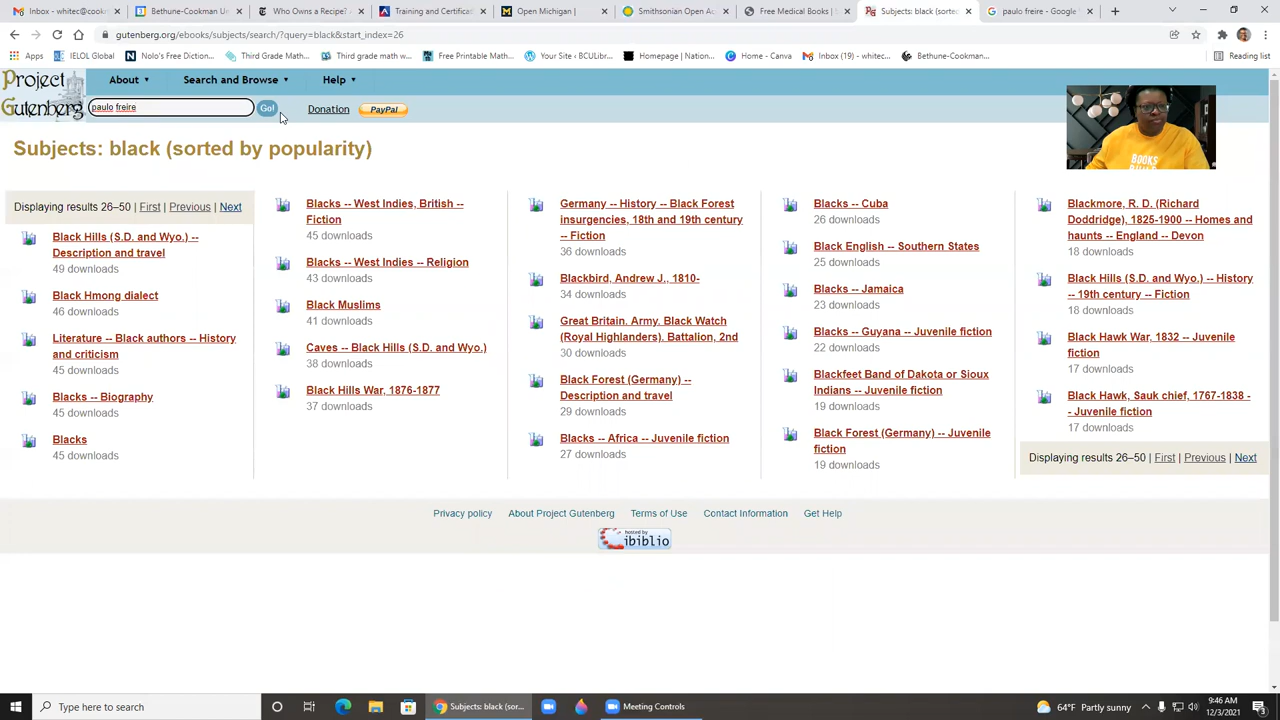 Inbox - whitec@coo
Bethune-Cookman Un
Who Owns a Recipe?
Training and Certificat
Open Michigan |
Smithsonian Open Ac
Free Medical Books |
Subjects: black (sorted
paulo freire - Google S
gutenberg.org/ebooks/subjects/search/?query=black&start_index=26
Apps
IELOL Global
Nolo's Free Diction...
Third Grade Math...
Third grade math w...
Free Printable Math...
Your Site ‹ BCULibr...
Homepage | Nation...
Home - Canva
Inbox (19) - whitec...
Bethune-Cookman...
Reading list
Project
Gutenberg
About ▾
Search and Browse ▾
Help ▾
paulo freire
Go!
Donation
PayPal
BOOKS
Subjects: black (sorted by popularity)
Displaying results 26–50 | First | Previous | Next
Black Hills (S.D. and Wyo.) --
Description and travel
49 downloads
Black Hmong dialect
46 downloads
Literature -- Black authors -- History
and criticism
45 downloads
Blacks -- Biography
45 downloads
Blacks
45 downloads
Blacks -- West Indies, British --
Fiction
45 downloads
Blacks -- West Indies -- Religion
43 downloads
Black Muslims
41 downloads
Caves -- Black Hills (S.D. and Wyo.)
38 downloads
Black Hills War, 1876-1877
37 downloads
Germany -- History -- Black Forest
insurgencies, 18th and 19th century
-- Fiction
36 downloads
Blackbird, Andrew J., 1810-
34 downloads
Great Britain. Army. Black Watch
(Royal Highlanders). Battalion, 2nd
30 downloads
Black Forest (Germany) --
Description and travel
29 downloads
Blacks -- Africa -- Juvenile fiction
27 downloads
Blacks -- Cuba
26 downloads
Black English -- Southern States
25 downloads
Blacks -- Jamaica
23 downloads
Blacks -- Guyana -- Juvenile fiction
22 downloads
Blackfeet Band of Dakota or Sioux
Indians -- Juvenile fiction
19 downloads
Black Forest (Germany) -- Juvenile
fiction
19 downloads
Blackmore, R. D. (Richard
Doddridge), 1825-1900 -- Homes and
haunts -- England -- Devon
18 downloads
Black Hills (S.D. and Wyo.) -- History
-- 19th century -- Fiction
18 downloads
Black Hawk War, 1832 -- Juvenile
fiction
17 downloads
Black Hawk, Sauk chief, 1767-1838 -
- Juvenile fiction
17 downloads
Displaying results 26–50 | First | Previous | Next
Privacy policy
About Project Gutenberg
Terms of Use
Contact Information
Get Help
hosted by
ibiblio
Type here to search
Subjects: black (sor...
Meeting Controls
64°F Partly sunny
9:46 AM
12/3/2021